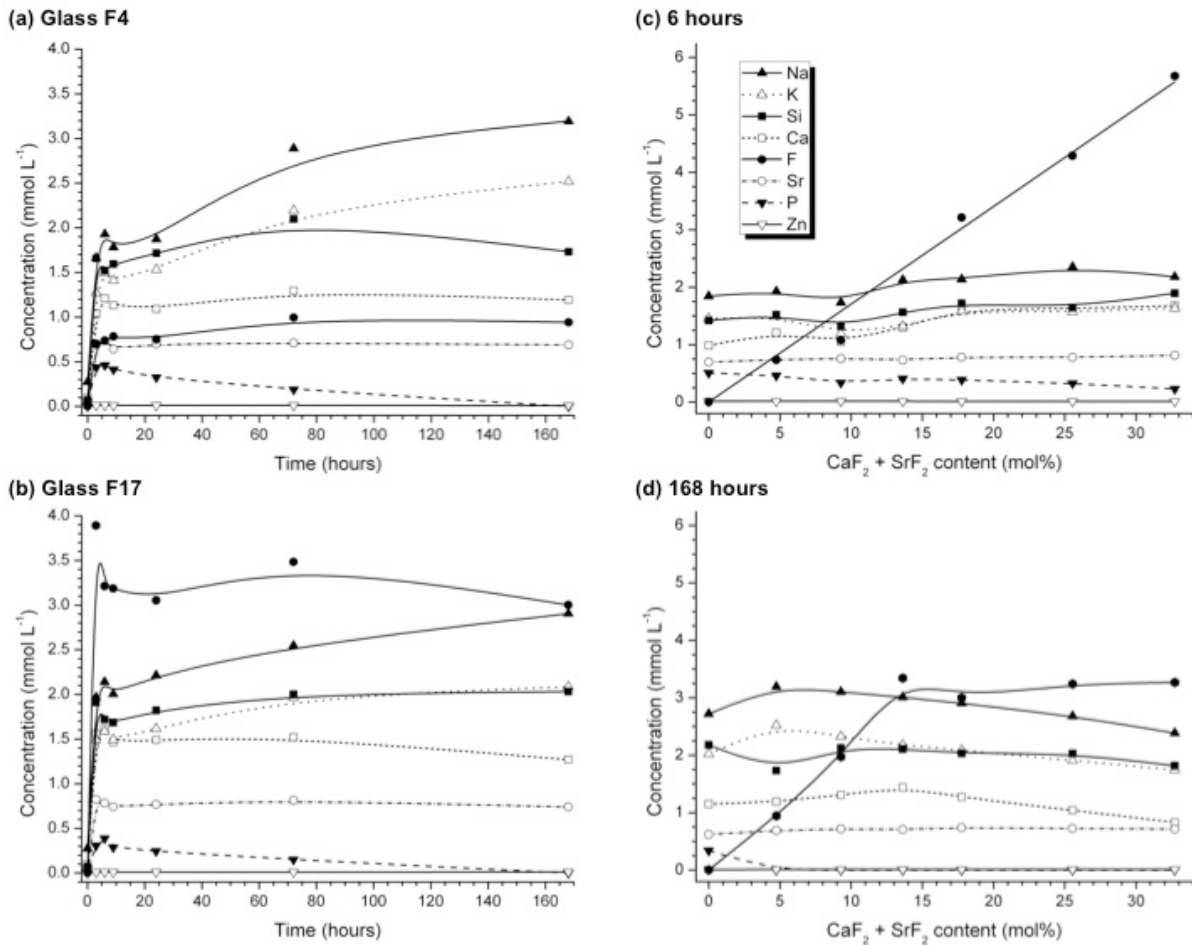 (a) Glass F4
4.0
3.5
3.0
2.5
2.0
1.5
1.0
0.5
0.0
Concentration (mmol L⁻¹)
0 20 40 60 80 100 120 140 160
Time (hours)
(c) 6 hours
6
5
4
3
2
1
0
Concentration (mmol L⁻¹)
Na
K
Si
Ca
F
Sr
P
Zn
0 5 10 15 20 25 30
CaF₂ + SrF₂ content (mol%)
(b) Glass F17
4.0
3.5
3.0
2.5
2.0
1.5
1.0
0.5
0.0
Concentration (mmol L⁻¹)
0 20 40 60 80 100 120 140 160
Time (hours)
(d) 168 hours
6
5
4
3
2
1
0
Concentration (mmol L⁻¹)
0 5 10 15 20 25 30
CaF₂ + SrF₂ content (mol%)